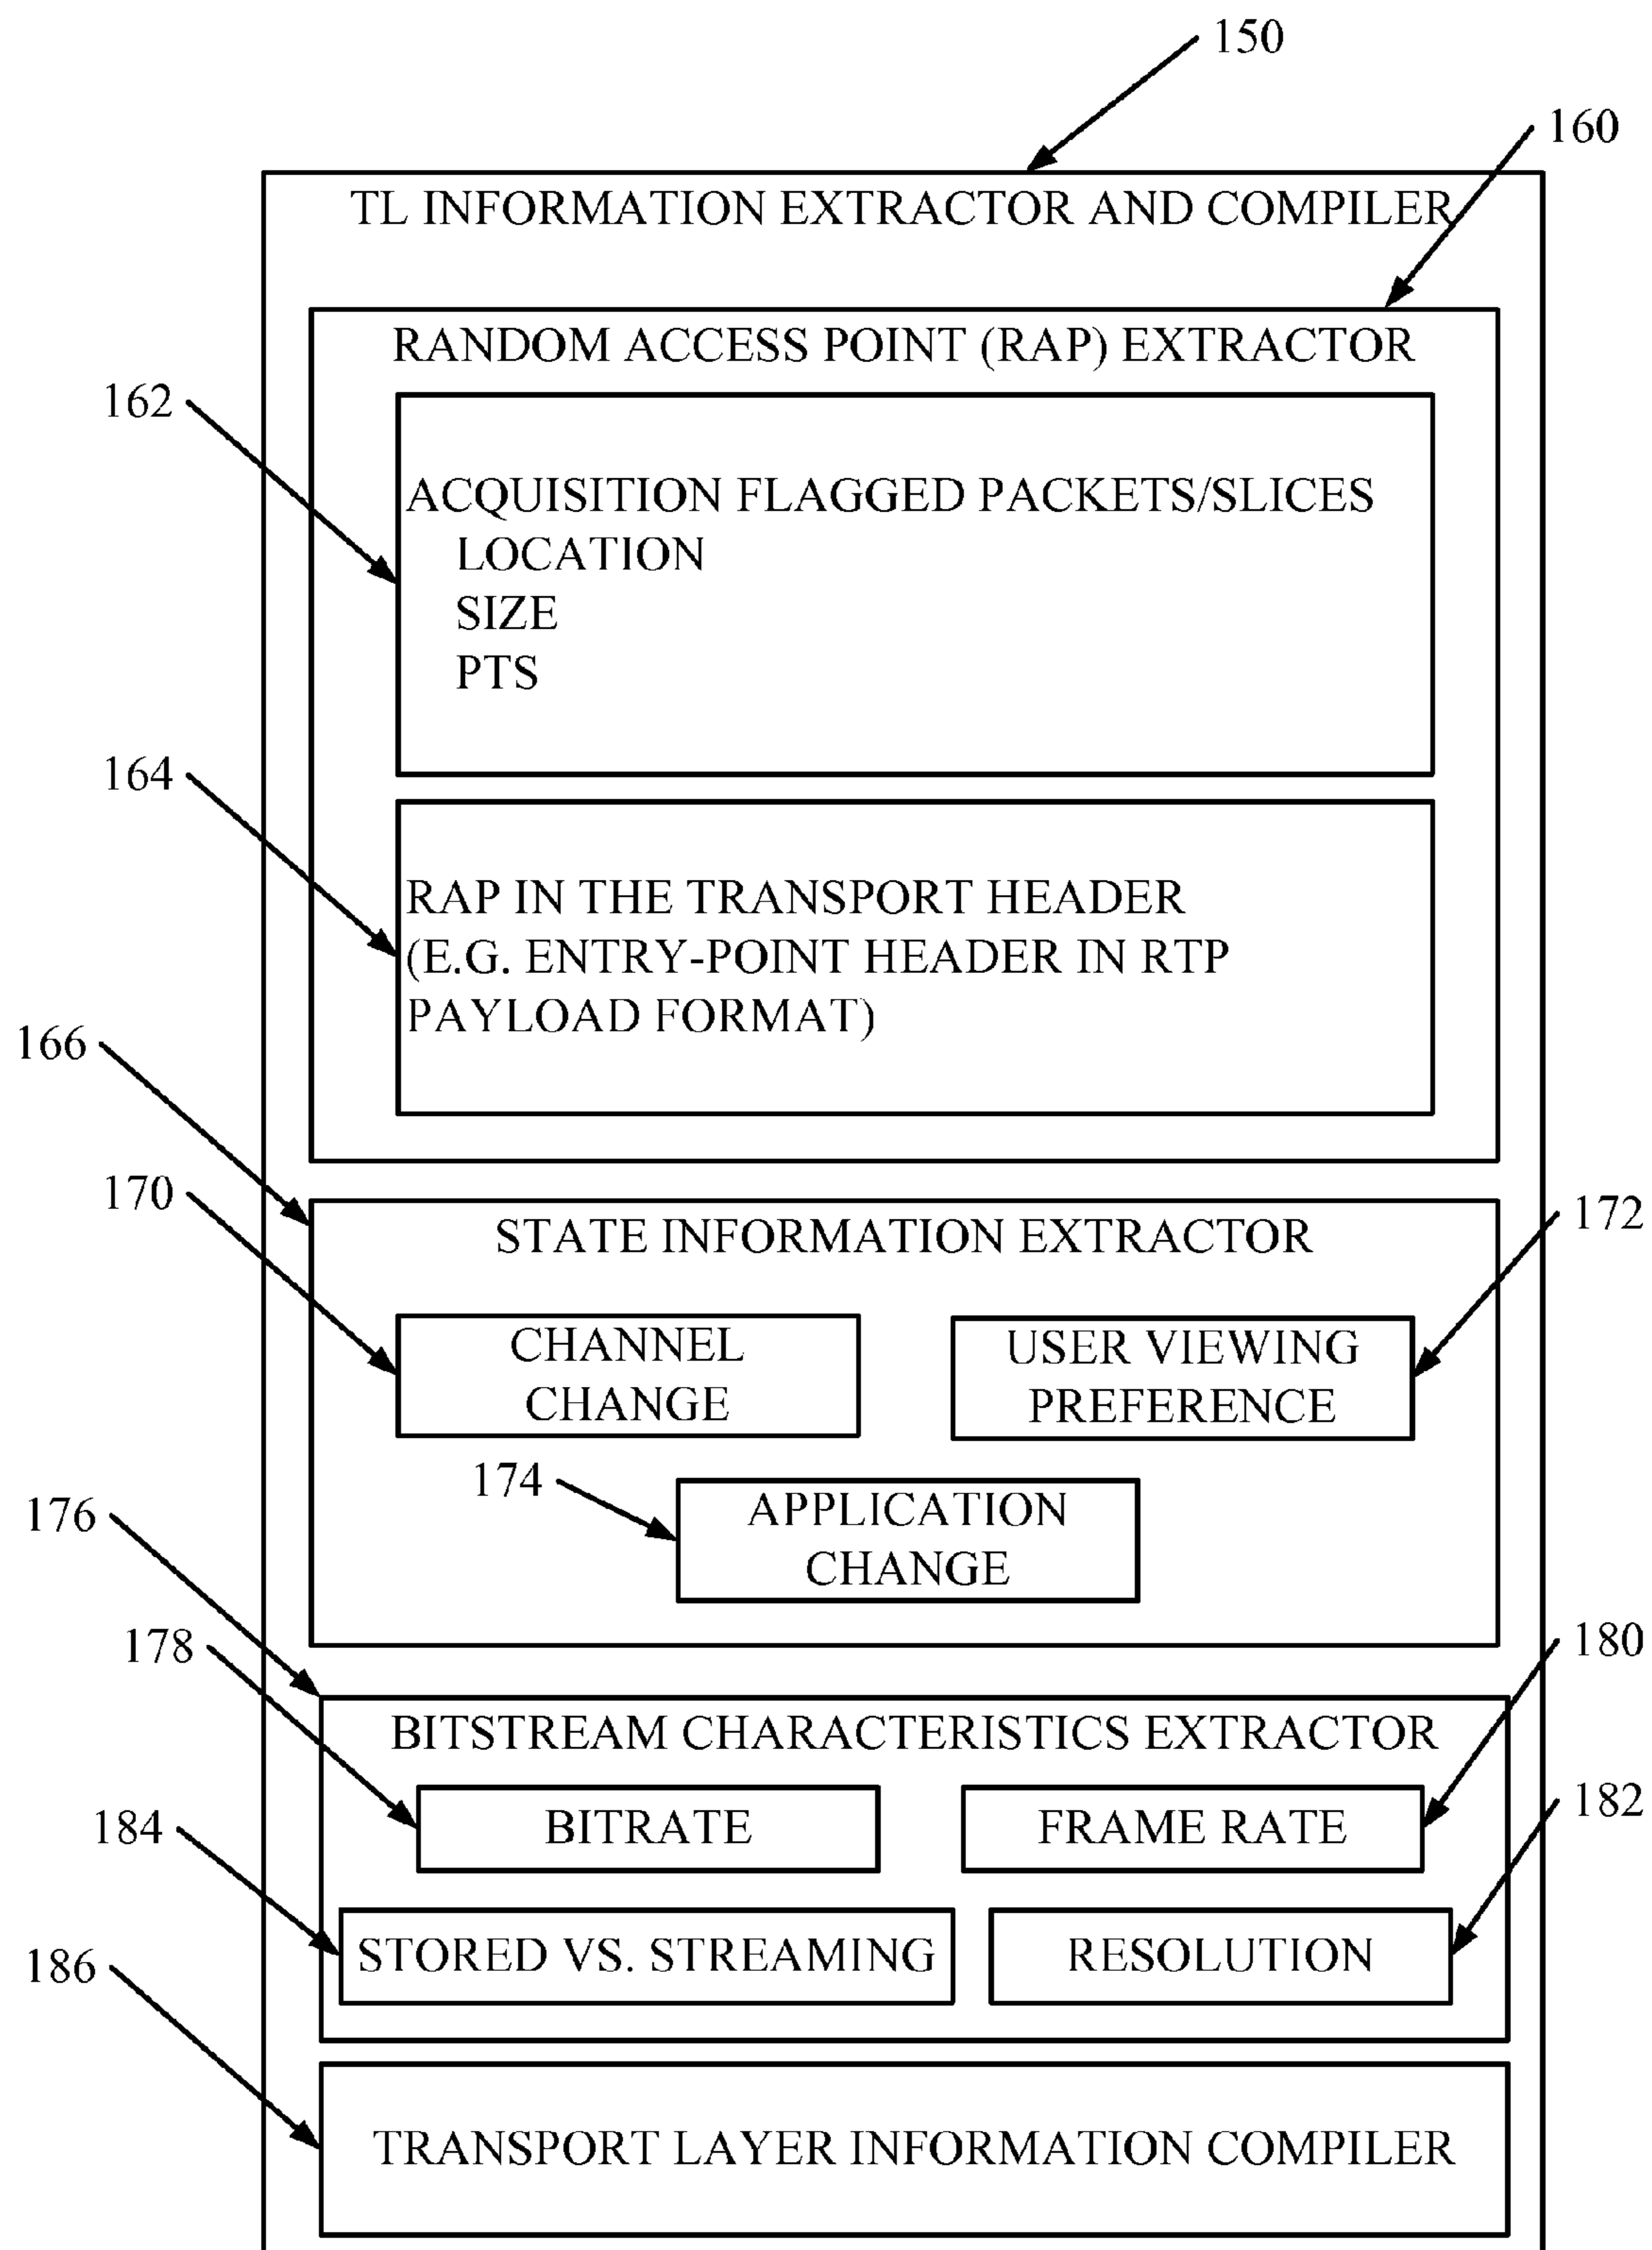 150
160
TL INFORMATION EXTRACTOR AND COMPILER
RANDOM ACCESS POINT (RAP) EXTRACTOR
162
ACQUISITION FLAGGED PACKETS/SLICES
LOCATION
SIZE
PTS
164
RAP IN THE TRANSPORT HEADER
(E.G. ENTRY-POINT HEADER IN RTP
PAYLOAD FORMAT)
166
170
STATE INFORMATION EXTRACTOR
172
CHANNEL
CHANGE
USER VIEWING
PREFERENCE
174
APPLICATION
CHANGE
176
178
180
BITSTREAM CHARACTERISTICS EXTRACTOR
BITRATE
FRAME RATE
182
184
STORED VS. STREAMING
RESOLUTION
186
TRANSPORT LAYER INFORMATION COMPILER